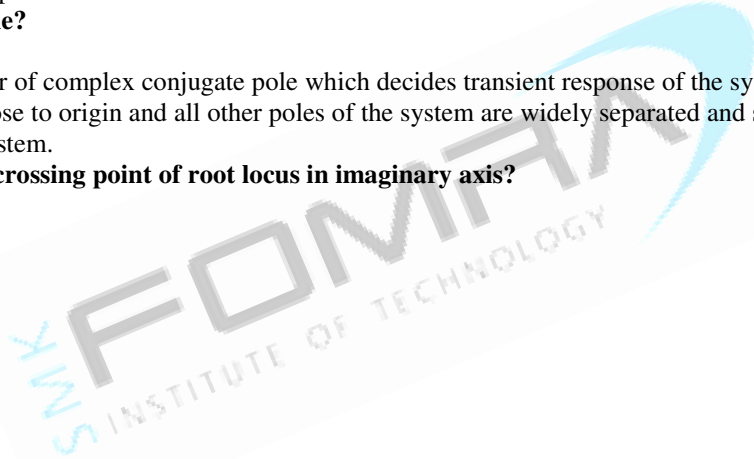 e?
r of complex conjugate pole which decides transient response of the sy
ose to origin and all other poles of the system are widely separated and s
stem.
crossing point of root locus in imaginary axis?
SMK FOMRA
INSTITUTE OF TECHNOLOGY